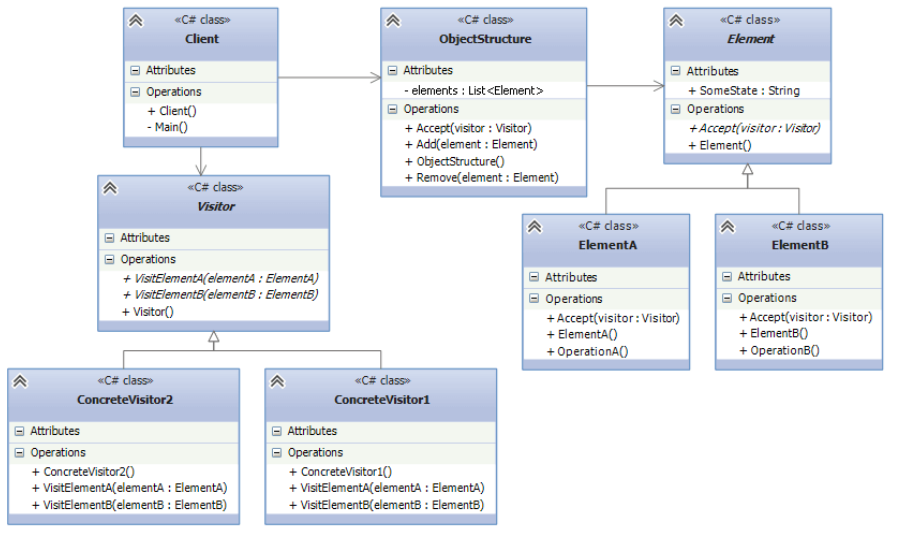 «C# class»
Client
Attributes
Operations
+ Client()
- Main()
«C# class»
ObjectStructure
Attributes
- elements : List<Element>
Operations
+ Accept(visitor : Visitor)
+ Add(element : Element)
+ ObjectStructure()
+ Remove(element : Element)
«C# class»
Element
Attributes
+ SomeState : String
Operations
+ Accept(visitor : Visitor)
+ Element()
«C# class»
Visitor
Attributes
Operations
+ VisitElementA(elementA : ElementA)
+ VisitElementB(elementB : ElementB)
+ Visitor()
«C# class»
ElementA
Attributes
Operations
+ Accept(visitor : Visitor)
+ ElementA()
+ OperationA()
«C# class»
ElementB
Attributes
Operations
+ Accept(visitor : Visitor)
+ ElementB()
+ OperationB()
«C# class»
ConcreteVisitor2
Attributes
Operations
+ ConcreteVisitor2()
+ VisitElementA(elementA : ElementA)
+ VisitElementB(elementB : ElementB)
«C# class»
ConcreteVisitor1
Attributes
Operations
+ ConcreteVisitor1()
+ VisitElementA(elementA : ElementA)
+ VisitElementB(elementB : ElementB)